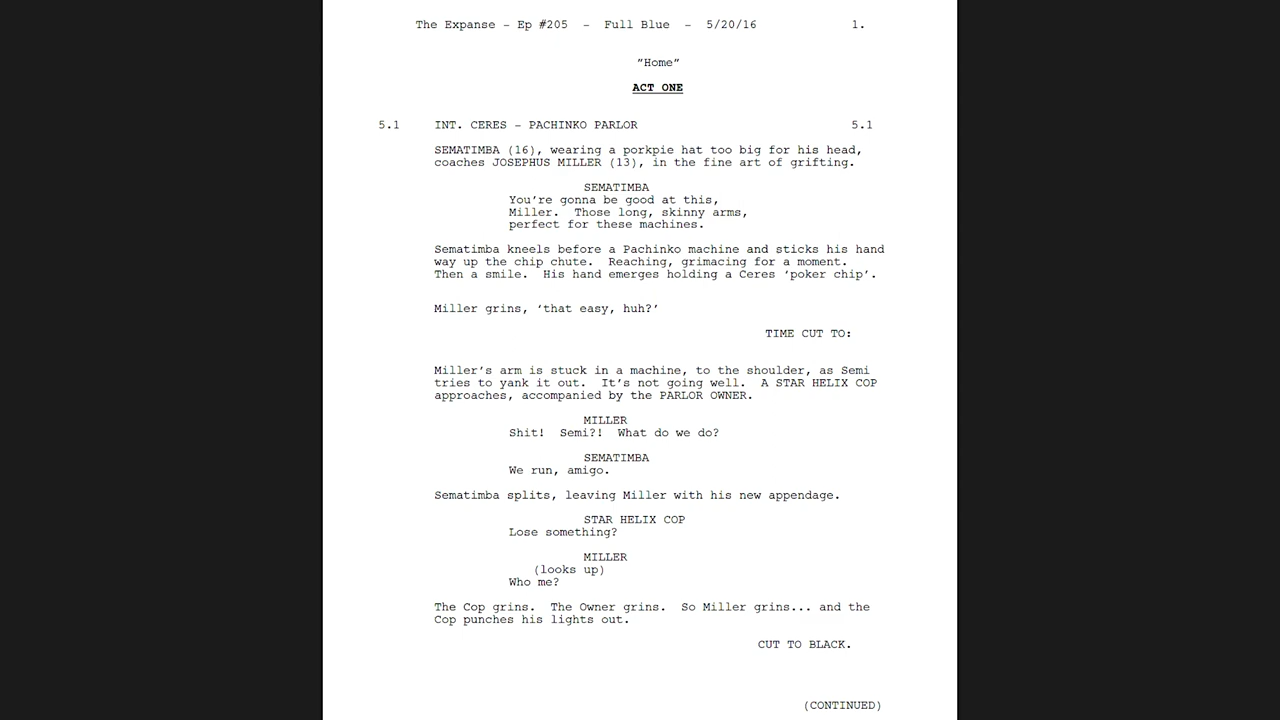 The Expanse - Ep #205 - Full Blue - 5/20/16 1.
"Home"
ACT ONE
5.1 INT. CERES - PACHINKO PARLOR 5.1
SEMATIMBA (16), wearing a porkpie hat too big for his head,
coaches JOSEPHUS MILLER (13), in the fine art of grifting.
SEMATIMBA
You're gonna be good at this,
Miller. Those long, skinny arms,
perfect for these machines.
Sematimba kneels before a Pachinko machine and sticks his hand
way up the chip chute. Reaching, grimacing for a moment.
Then a smile. His hand emerges holding a Ceres 'poker chip'.
Miller grins, 'that easy, huh?'
TIME CUT TO:
Miller's arm is stuck in a machine, to the shoulder, as Semi
tries to yank it out. It's not going well. A STAR HELIX COP
approaches, accompanied by the PARLOR OWNER.
MILLER
Shit! Semi?! What do we do?
SEMATIMBA
We run, amigo.
Sematimba splits, leaving Miller with his new appendage.
STAR HELIX COP
Lose something?
MILLER
(looks up)
Who me?
The Cop grins. The Owner grins. So Miller grins... and the
Cop punches his lights out.
CUT TO BLACK.
(CONTINUED)